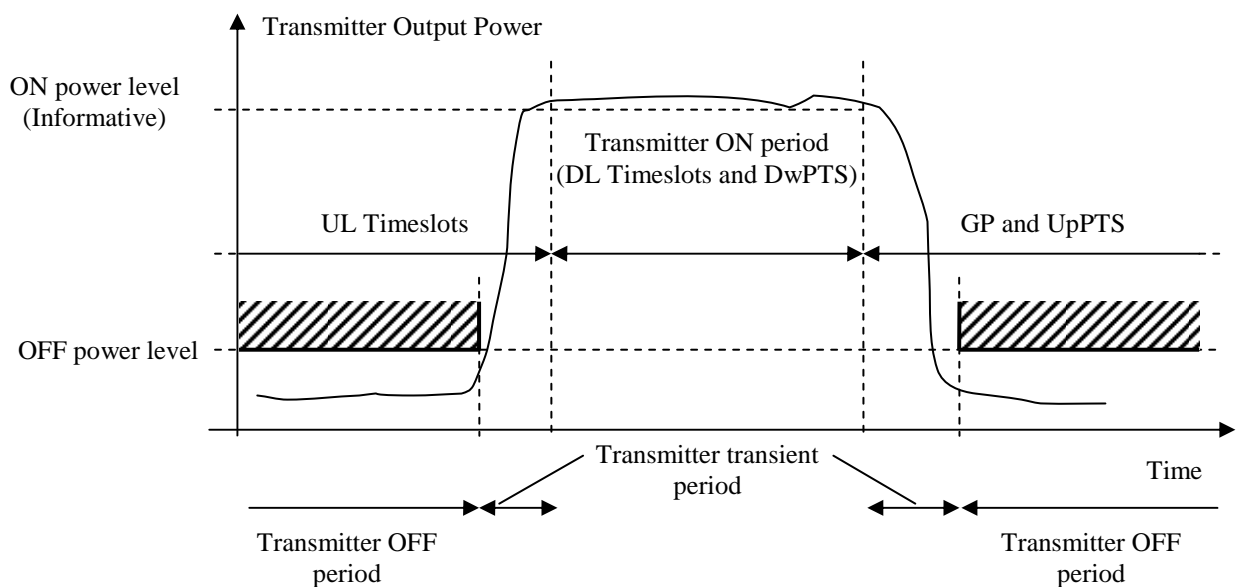 Transmitter Output Power
ON power level
(Informative)
Transmitter ON period
(DL Timeslots and DwPTS)
UL Timeslots
GP and UpPTS
OFF power level
Transmitter transient
period
Time
Transmitter OFF
period
Transmitter OFF
period